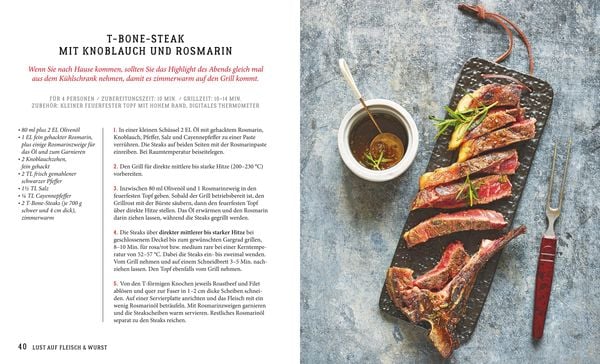 T-BONE-STEAK
MIT KNOBLAUCH UND ROSMARIN
Wenn Sie nach Hause kommen, sollten Sie das Highlight des Abends gleich mal
aus dem Kühlschrank nehmen, damit es zimmerwarm auf den Grill kommt.
FÜR 4 PERSONEN / ZUBEREITUNGSZEIT: 10 MIN. / GRILLZEIT: 10–14 MIN.
ZUBEHÖR: KLEINER FEUERFESTER TOPF MIT HOHEM RAND, DIGITALES THERMOMETER
• 80 ml plus 2 EL Olivenöl
• 1 EL fein gehackter Rosmarin,
plus einige Rosmarinzweige für
das Öl und zum Garnieren
• 2 Knoblauchzehen,
fein gehackt
• 2 TL frisch gemahlener
schwarzer Pfeffer
• 1½ TL Salz
• ¼ TL Cayennepfeffer
• 2 T-Bone-Steaks (je 700 g
schwer und 4 cm dick),
zimmerwarm
1. In einer kleinen Schüssel 2 EL Öl mit gehacktem Rosmarin,
Knoblauch, Pfeffer, Salz und Cayennepfeffer zu einer Paste
verrühren. Die Steaks auf beiden Seiten mit der Rosmarinpaste
einreiben. Bei Raumtemperatur beiseitelegen.
2. Den Grill für direkte mittlere bis starke Hitze (200–230 °C)
vorbereiten.
3. Inzwischen 80 ml Olivenöl und 1 Rosmarinzweig in den
feuerfesten Topf geben. Sobald der Grill betriebsbereit ist, den
Grillrost mit der Bürste säubern, dann den feuerfesten Topf
über direkte Hitze stellen. Das Öl erwärmen und den Rosmarin
darin ziehen lassen, während die Steaks gegrillt werden.
4. Die Steaks über direkter mittlerer bis starker Hitze bei
geschlossenem Deckel bis zum gewünschten Gargrad grillen,
8–10 Min. für rosa/rot bzw. medium rare bei einer Kerntempera-
tur von 52–57 °C. Dabei die Steaks ein- bis zweimal wenden.
Vom Grill nehmen und auf einem Schneidbrett 3–5 Min. nach-
ziehen lassen. Den Topf ebenfalls vom Grill nehmen.
5. Von den T-förmigen Knochen jeweils Roastbeef und Filet
ablösen und quer zur Faser in 1–2 cm dicke Scheiben schnei-
den. Auf einer Servierplatte anrichten und das Fleisch mit ein
wenig Rosmarinöl beträufeln. Mit Rosmarinzweigen garnieren
und die Steakscheiben warm servieren. Restliches Rosmarinöl
separat zu den Steaks reichen.
40 LUST AUF FLEISCH & WURST